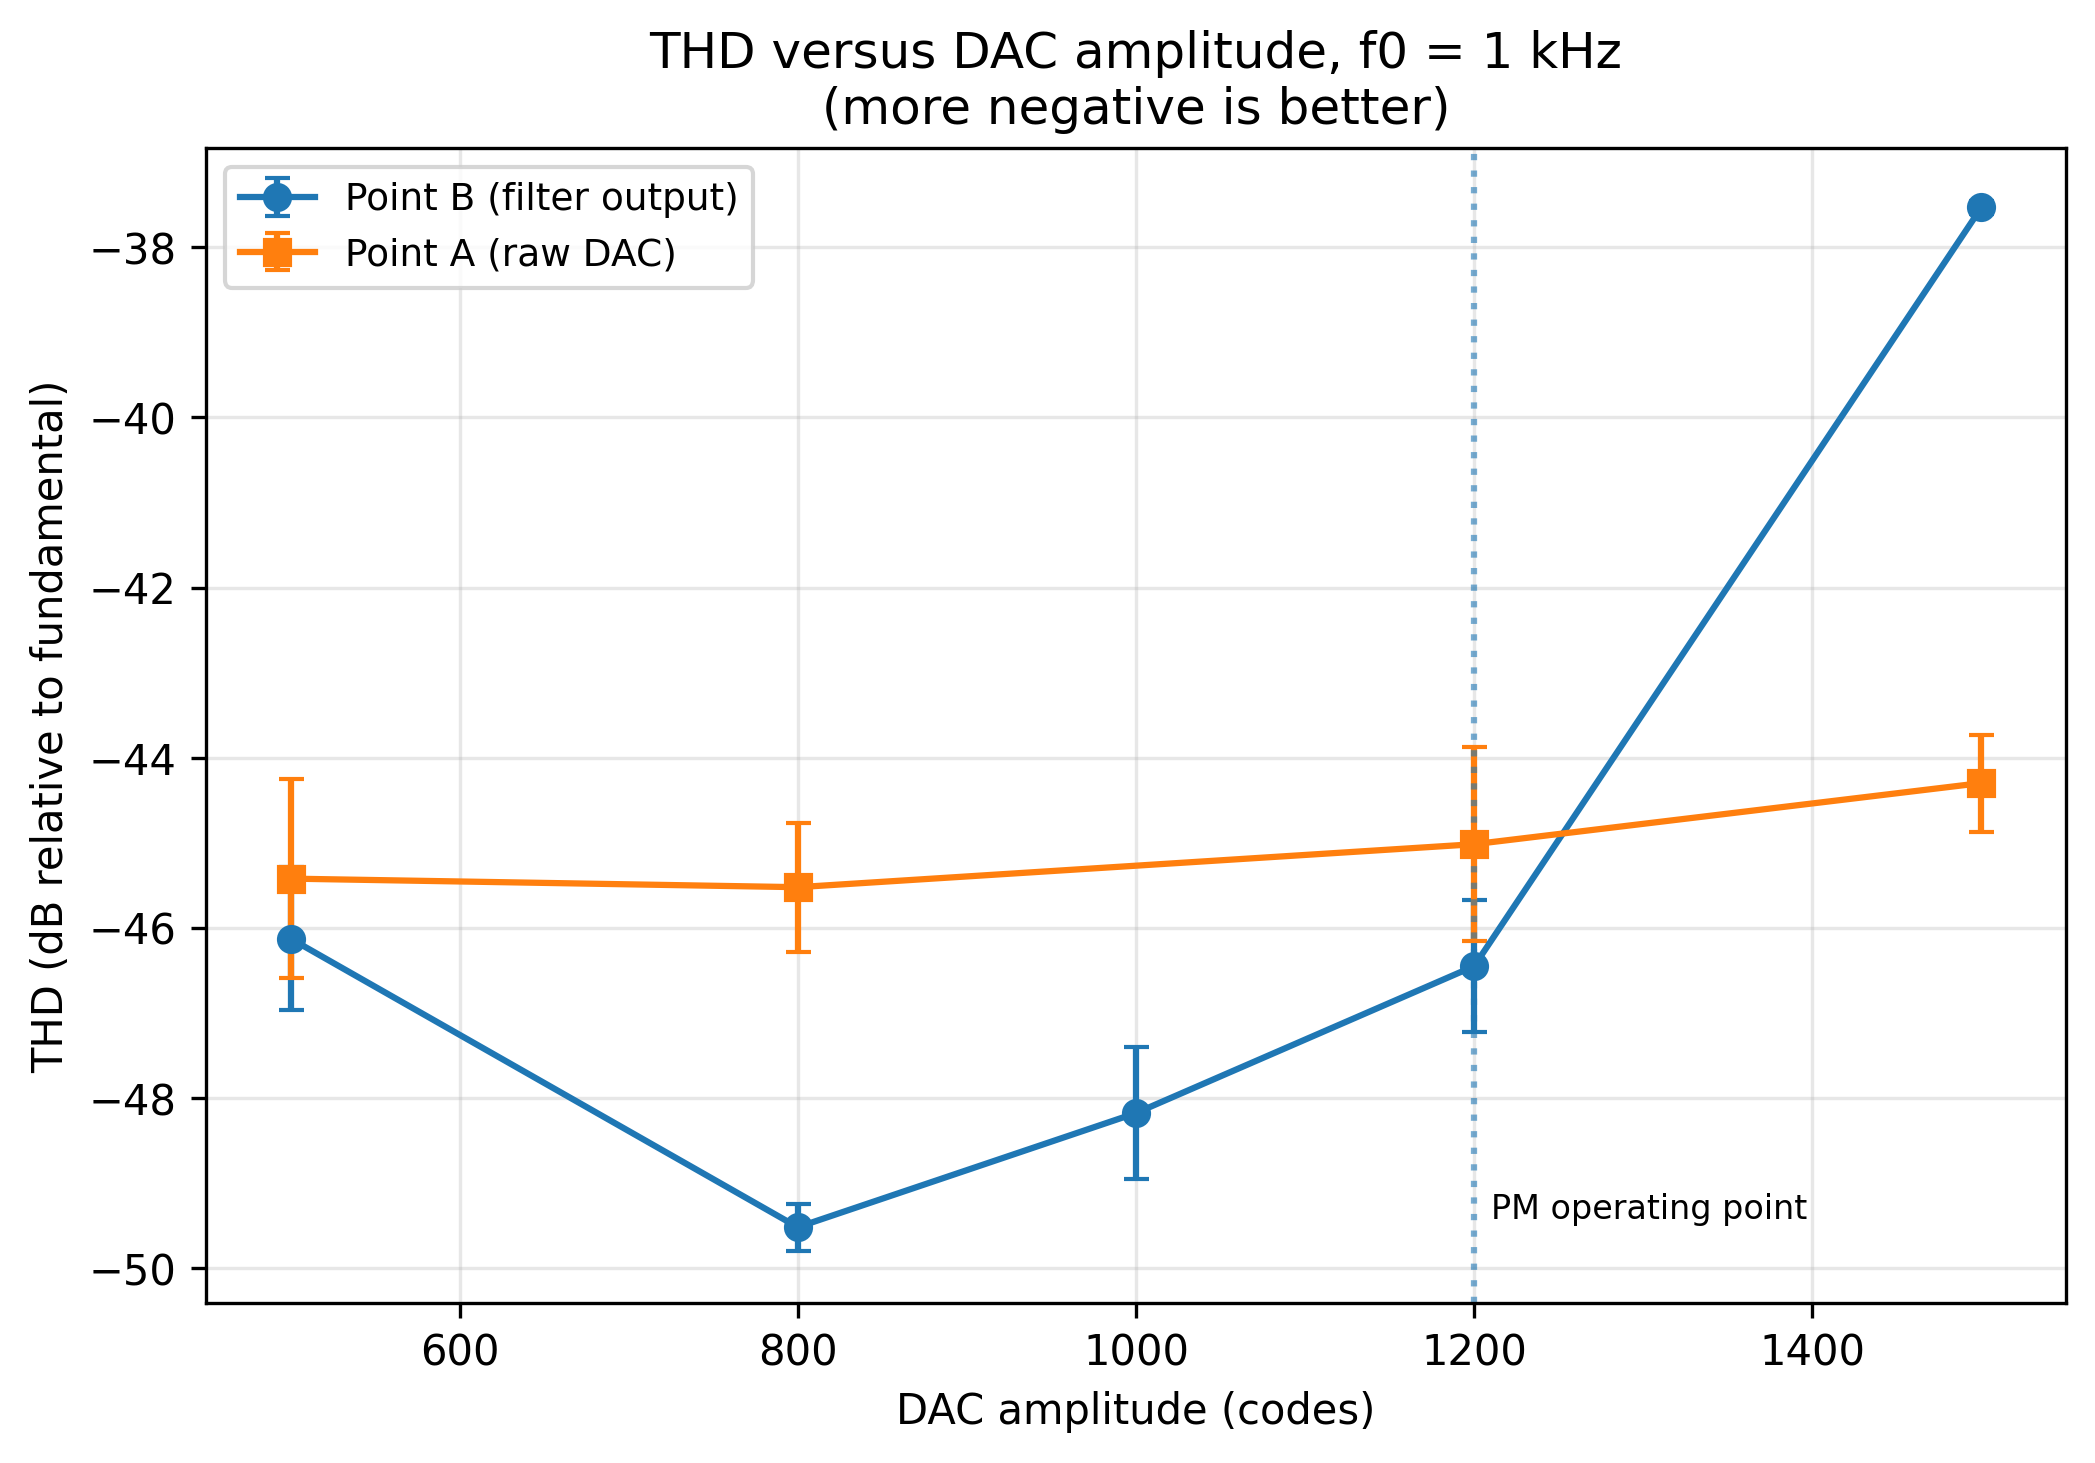 THD versus DAC amplitude, f0 = 1 kHz
(more negative is better)
Point B (filter output)
Point A (raw DAC)
THD (dB relative to fundamental)
−38
−40
−42
−44
−46
−48
−50
PM operating point
600
800
1000
1200
1400
DAC amplitude (codes)